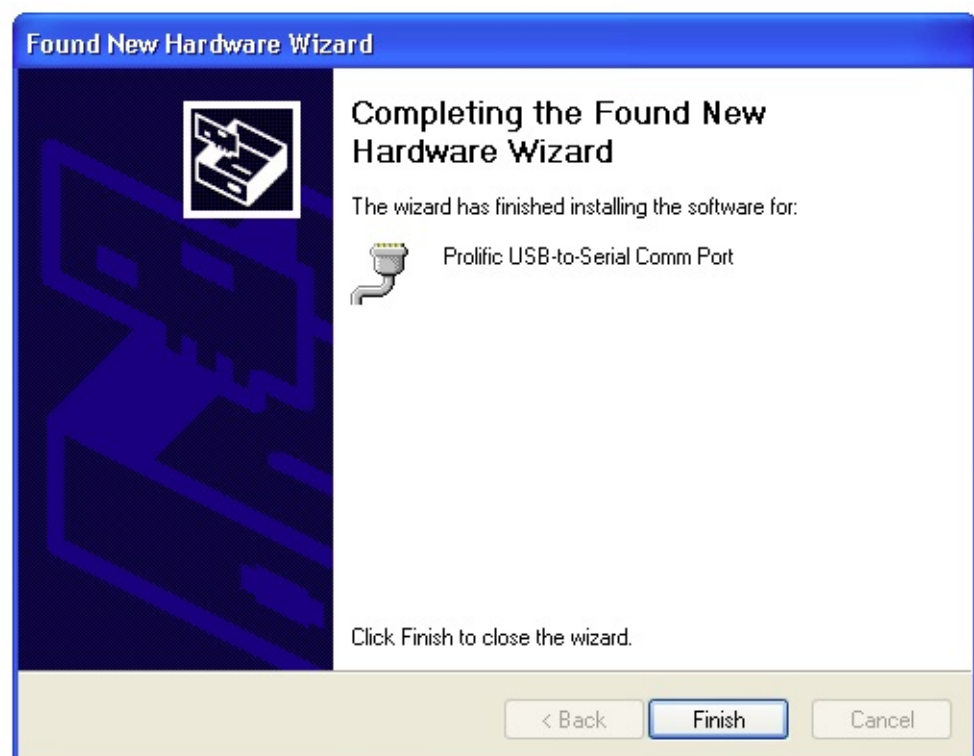 Found New Hardware Wizard
Completing the Found New
Hardware Wizard
The wizard has finished installing the software for:
Prolific USB-to-Serial Comm Port
Click Finish to close the wizard.
< Back
Finish
Cancel